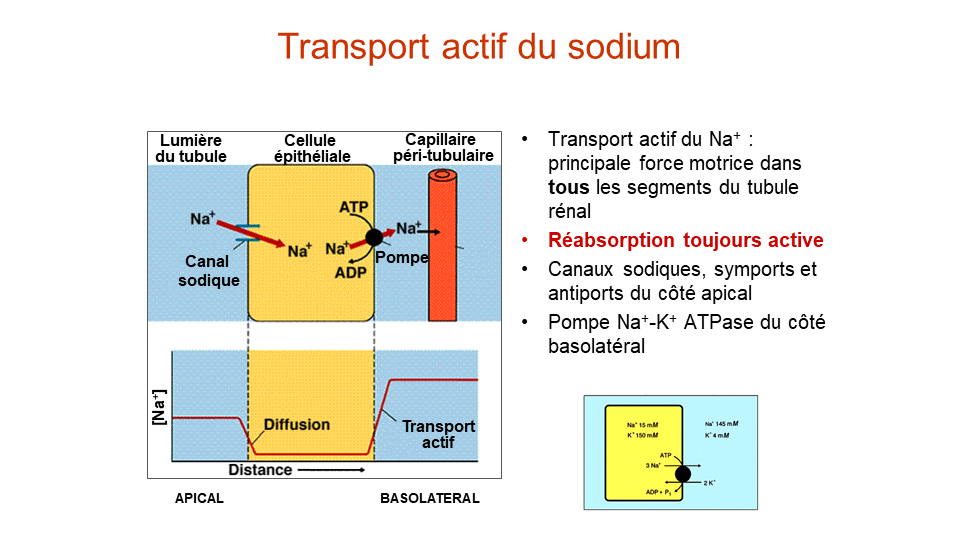 Transport actif du sodium
Lumière
du tubule
Cellule
épithéliale
Capillaire
péri-tubulaire
Na⁺
Canal
sodique
Na⁺
ATP
Na⁺
ADP
Na⁺
Pompe
[Na⁺]
Diffusion
Transport
actif
Distance
APICAL
BASOLATERAL
• Transport actif du Na⁺ :
principale force motrice dans
tous les segments du tubule
rénal
• Réabsorption toujours active
• Canaux sodiques, symports et
antiports du côté apical
• Pompe Na⁺-K⁺ ATPase du côté
basolatéral
Na⁺ 15 mM
K⁺ 150 mM
Na⁺ 145 mM
K⁺ 4 mM
ATP
3 Na⁺
2 K⁺
ADP + Pᵢ